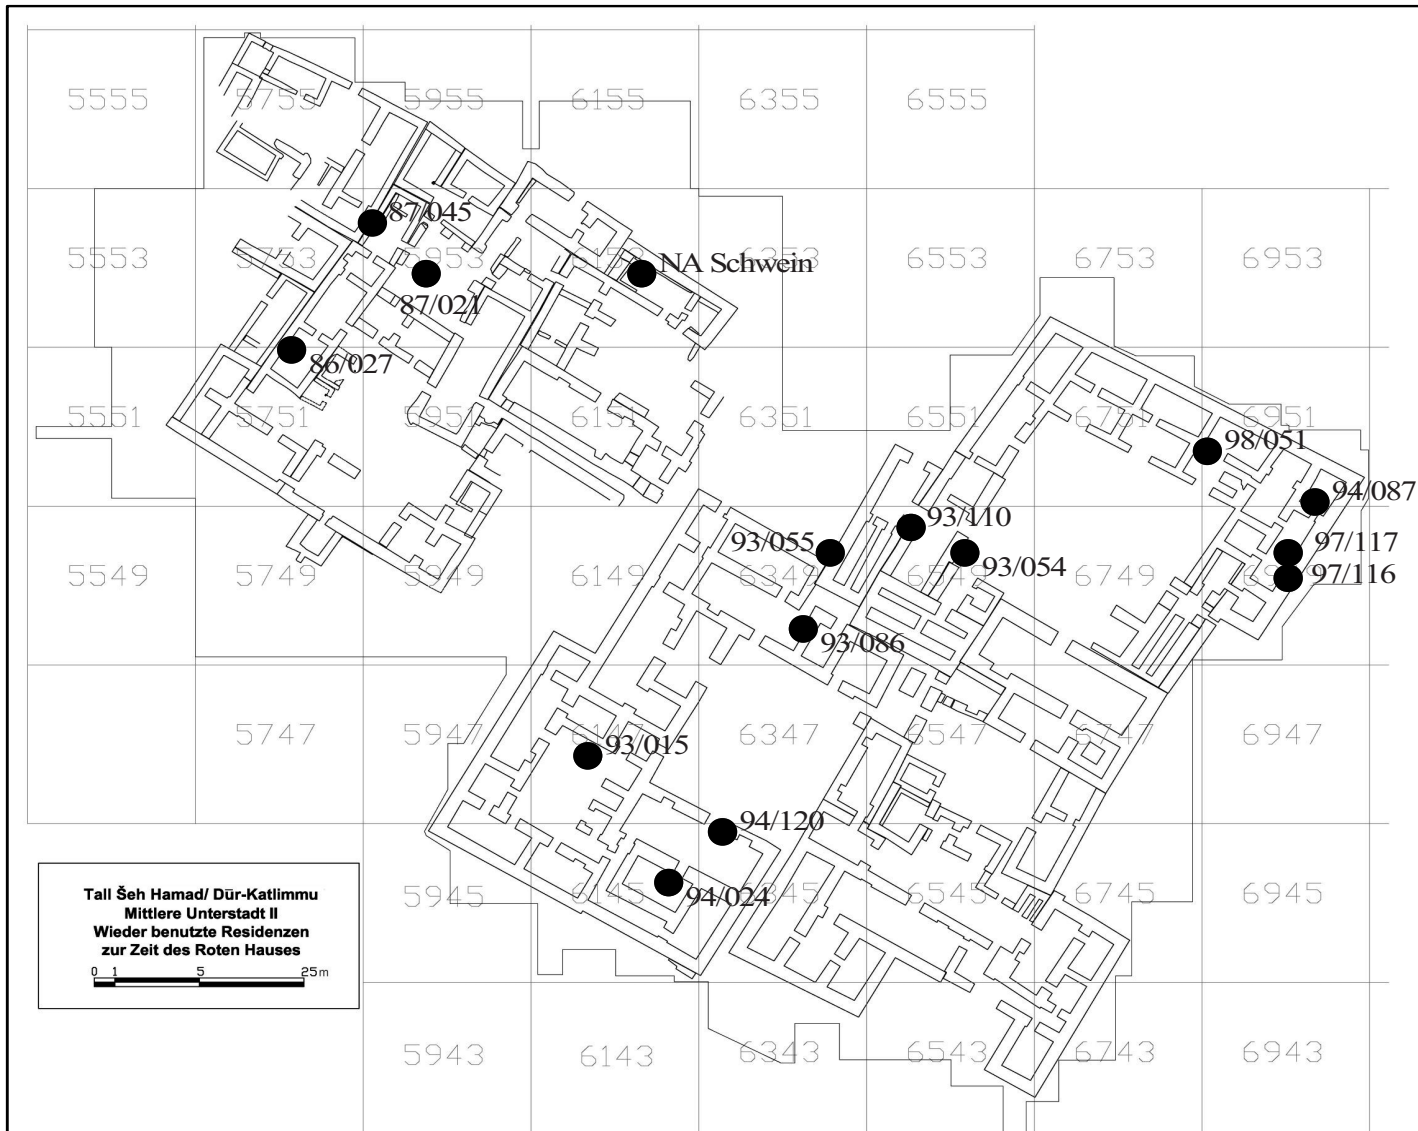 5555 5753 5955 6155 6355 6555
87/045
5553 5753 5953 6153 6353 6553 6753 6953
NA Schwein
87/021
86/027
5551 5751 5951 6151 6351 6551 6751 6951
98/051
94/087
93/110
93/055
97/117
93/054
5549 5749 5949 6149 6349 6549 6749 6949
97/116
93/086
5747 5947 6147 6347 6547 6747 6947
93/015
94/120
5945 6145 6345 6545 6745 6945
94/024
Tall Šeh Hamad/ Dūr-Katlimmu
Mittlere Unterstadt II
Wieder benutzte Residenzen
zur Zeit des Roten Hauses
0 1 5 25m
5943 6143 6343 6543 6743 6943